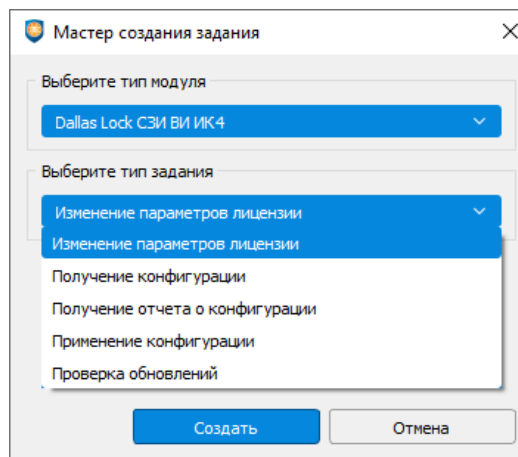 Мастер создания задания
Выберите тип модуля
Dallas Lock СЗИ ВИ ИК4
Выберите тип задания
Изменение параметров лицензии
Изменение параметров лицензии
Получение конфигурации
Получение отчета о конфигурации
Применение конфигурации
Проверка обновлений
Создать Отмена